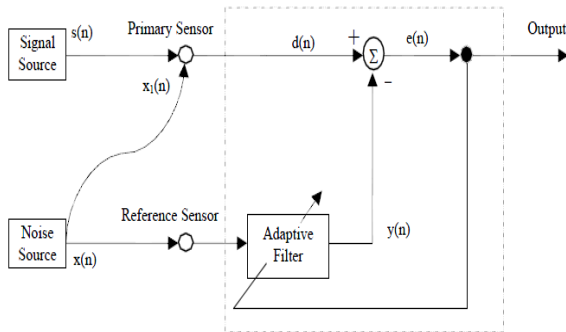 s(n)
Primary Sensor
d(n)
+
e(n)
Output
Signal
Source
Σ
x₁(n)
−
Noise
Source
Reference Sensor
x(n)
Adaptive
Filter
y(n)